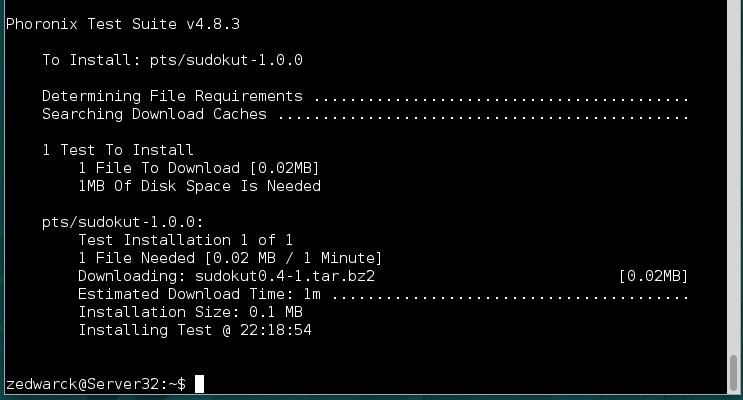 Phoronix Test Suite v4.8.3
To Install: pts/sudokut-1.0.0
Determining File Requirements ..........................................
Searching Download Caches ..............................................
1 Test To Install
1 File To Download [0.02MB]
1MB Of Disk Space Is Needed
pts/sudokut-1.0.0:
Test Installation 1 of 1
1 File Needed [0.02 MB / 1 Minute]
Downloading: sudokut0.4-1.tar.bz2 [0.02MB]
Estimated Download Time: 1m ........................................
Installation Size: 0.1 MB
Installing Test @ 22:18:54
zedwarck@Server32:~$